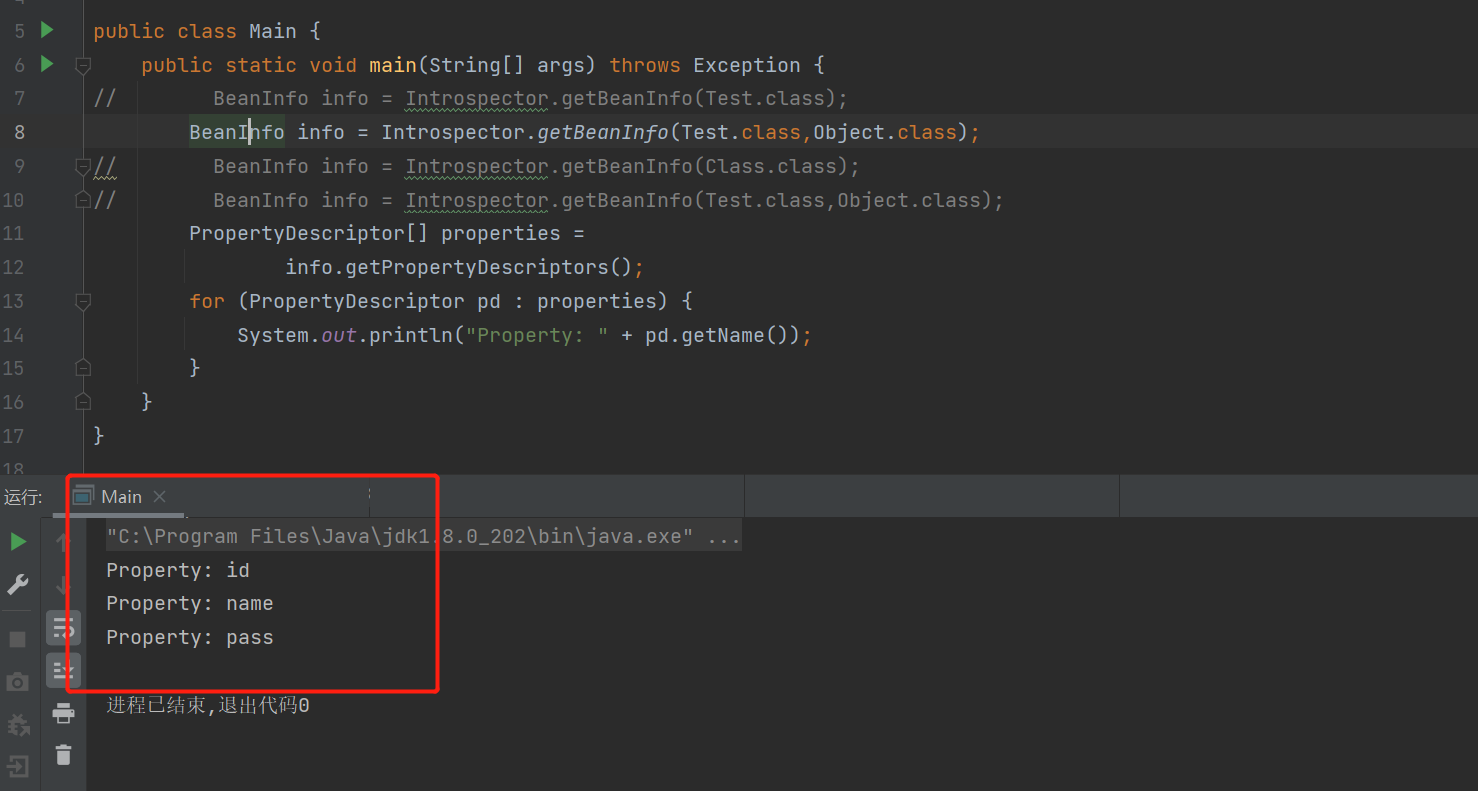 5 public class Main {
6 public static void main(String[] args) throws Exception {
7 // BeanInfo info = Introspector.getBeanInfo(Test.class);
8 BeanInfo info = Introspector.getBeanInfo(Test.class,Object.class);
9 // BeanInfo info = Introspector.getBeanInfo(Class.class);
10 // BeanInfo info = Introspector.getBeanInfo(Test.class,Object.class);
11 PropertyDescriptor[] properties =
12 info.getPropertyDescriptors();
13 for (PropertyDescriptor pd : properties) {
14 System.out.println("Property: " + pd.getName());
15 }
16 }
17 }
18
运行: Main
"C:\Program Files\Java\jdk1.8.0_202\bin\java.exe" ...
Property: id
Property: name
Property: pass
进程已结束,退出代码0